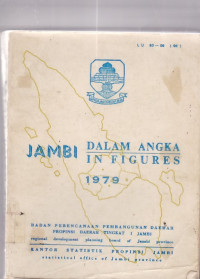 JAMBI DALAM ANGKA
IN FIGURES
1979
BADAN PERENCANAAN PEMBANGUNAN DAERAH
PROPINSI DAERAH TINGKAT I JAMBI
regional development planning board of Jambi province
KANTOR STATISTIK PROPINSI JAMBI
statistical office of Jambi province